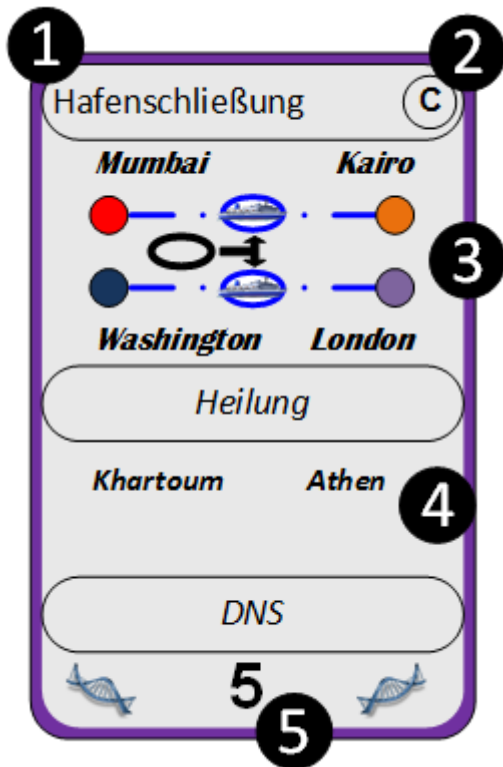 1 2
Hafenschließung C
Mumbai Kairo
3
Washington London
Heilung
Khartoum Athen 4
DNS
5
5